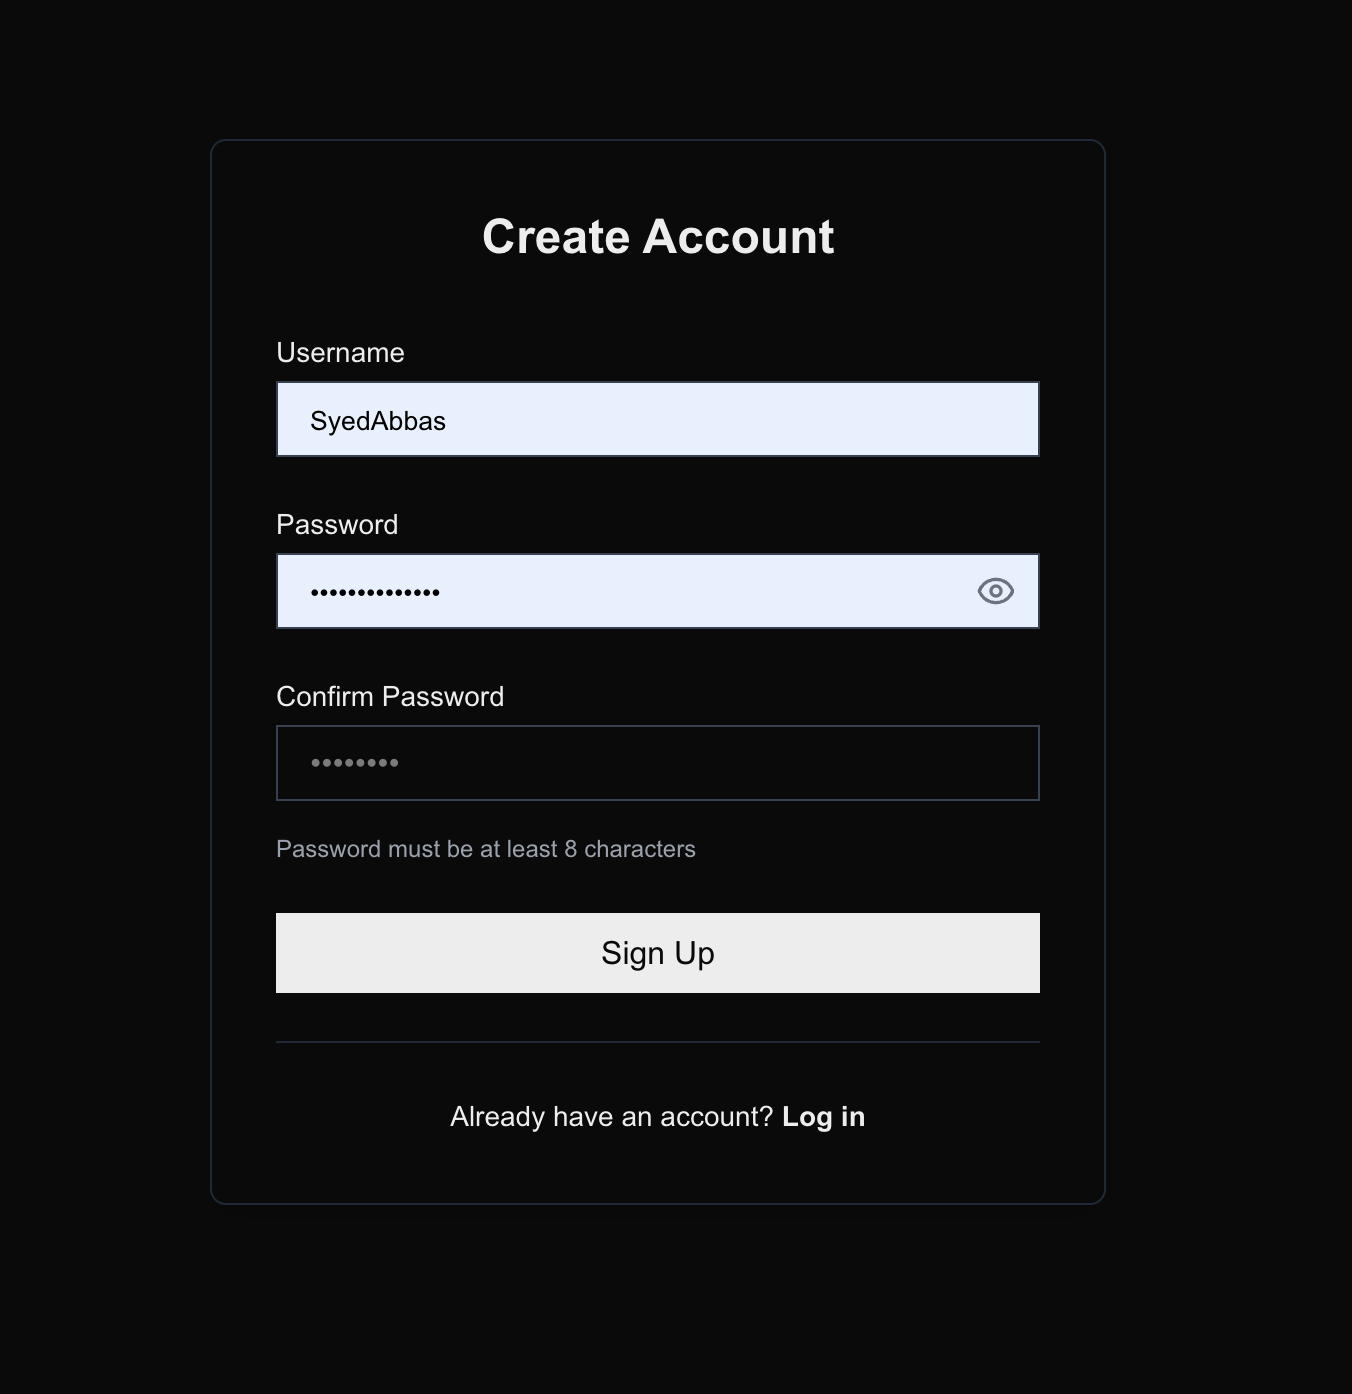 Create Account
Username
SyedAbbas
Password
••••••••••••••
Confirm Password
••••••••
Password must be at least 8 characters
Sign Up
Already have an account? Log in